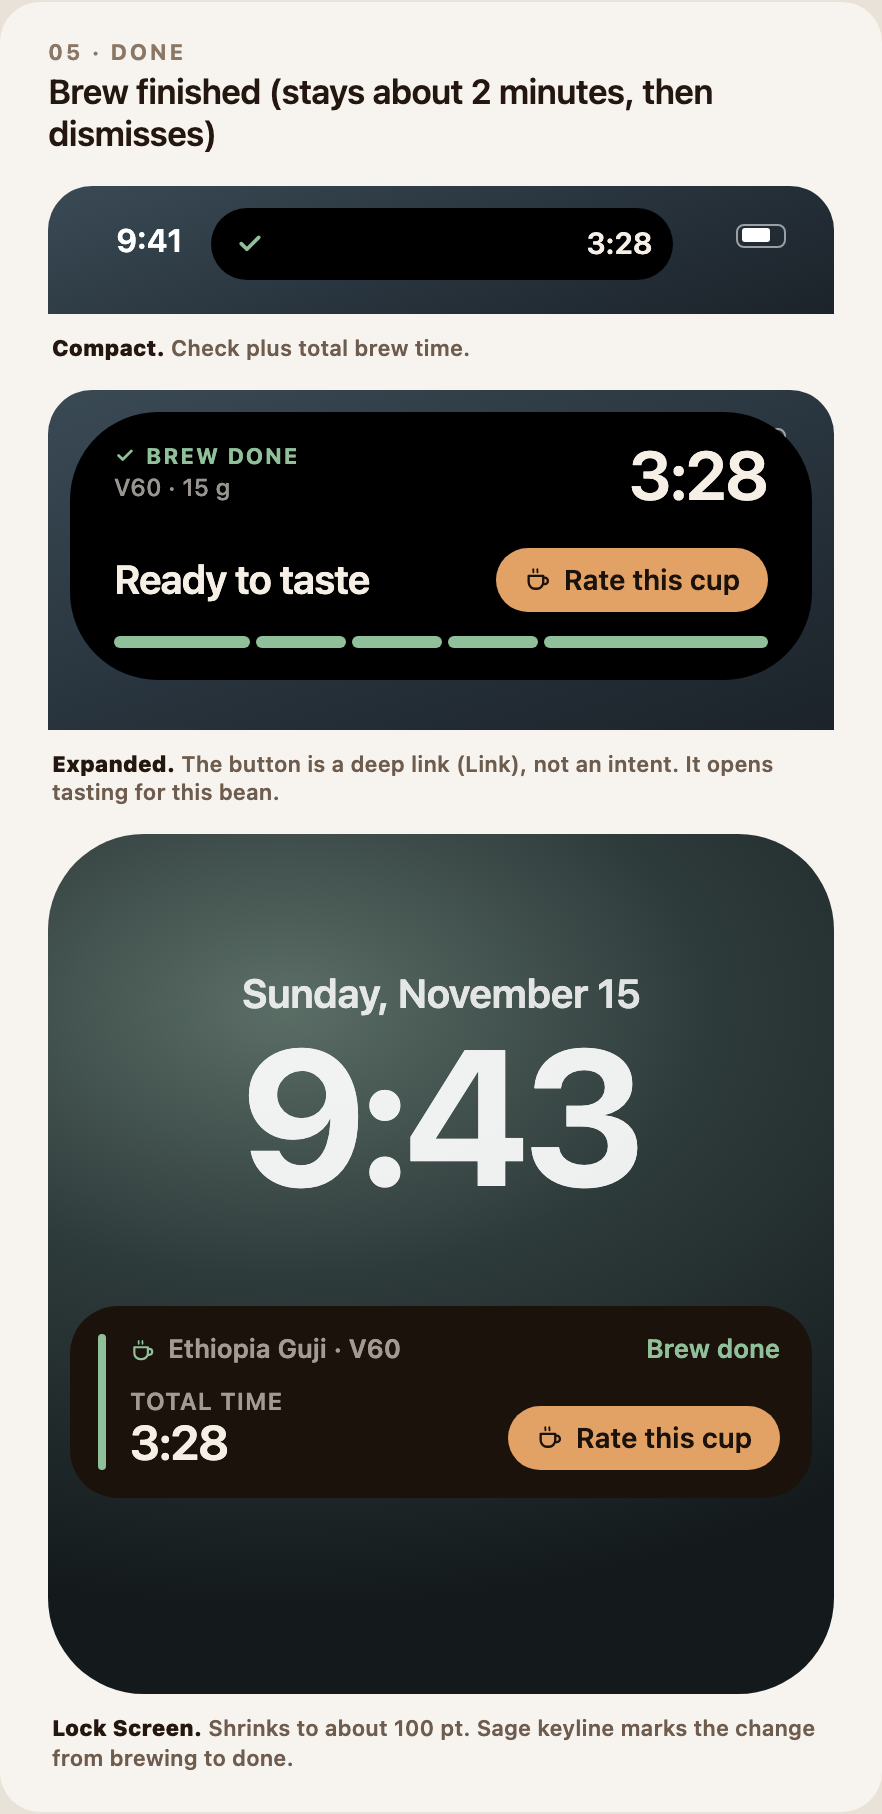 05 · DONE
Brew finished (stays about 2 minutes, then
dismisses)
9:41
3:28
Compact. Check plus total brew time.
BREW DONE
3:28
V60 · 15 g
Ready to taste
Rate this cup
Expanded. The button is a deep link (Link), not an intent. It opens
tasting for this bean.
Sunday, November 15
9:43
Ethiopia Guji · V60
Brew done
TOTAL TIME
3:28
Rate this cup
Lock Screen. Shrinks to about 100 pt. Sage keyline marks the change
from brewing to done.